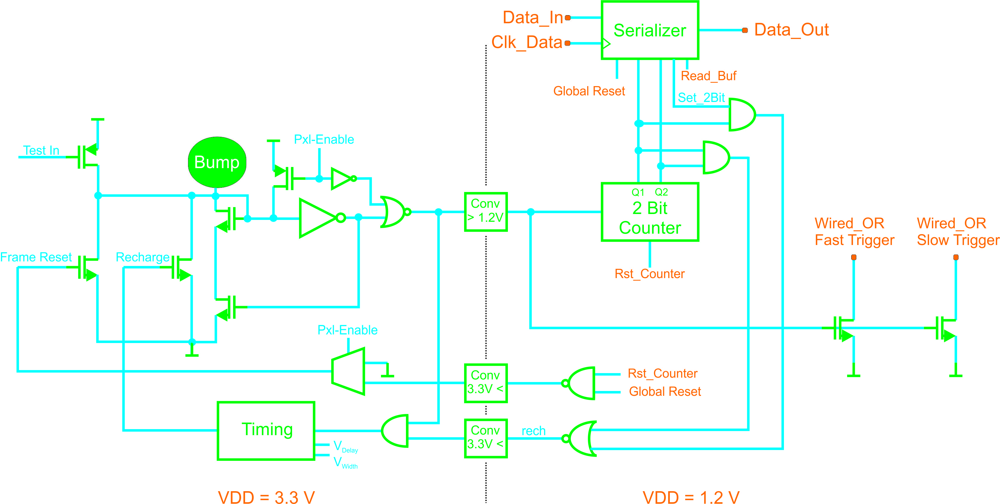 Data_In
Serializer
Data_Out
Clk_Data
Read_Buf
Global Reset
Set_2Bit
Pxl-Enable
Test In
Bump
Q1 Q2
2 Bit
Counter
Conv
> 1.2V
Wired_OR
Fast Trigger
Wired_OR
Slow Trigger
Frame Reset
Recharge
Rst_Counter
Pxl-Enable
Conv
3.3V <
Rst_Counter
Global Reset
Timing
Conv
3.3V <
rech
VDelay
VWidth
VDD = 3.3 V
VDD = 1.2 V